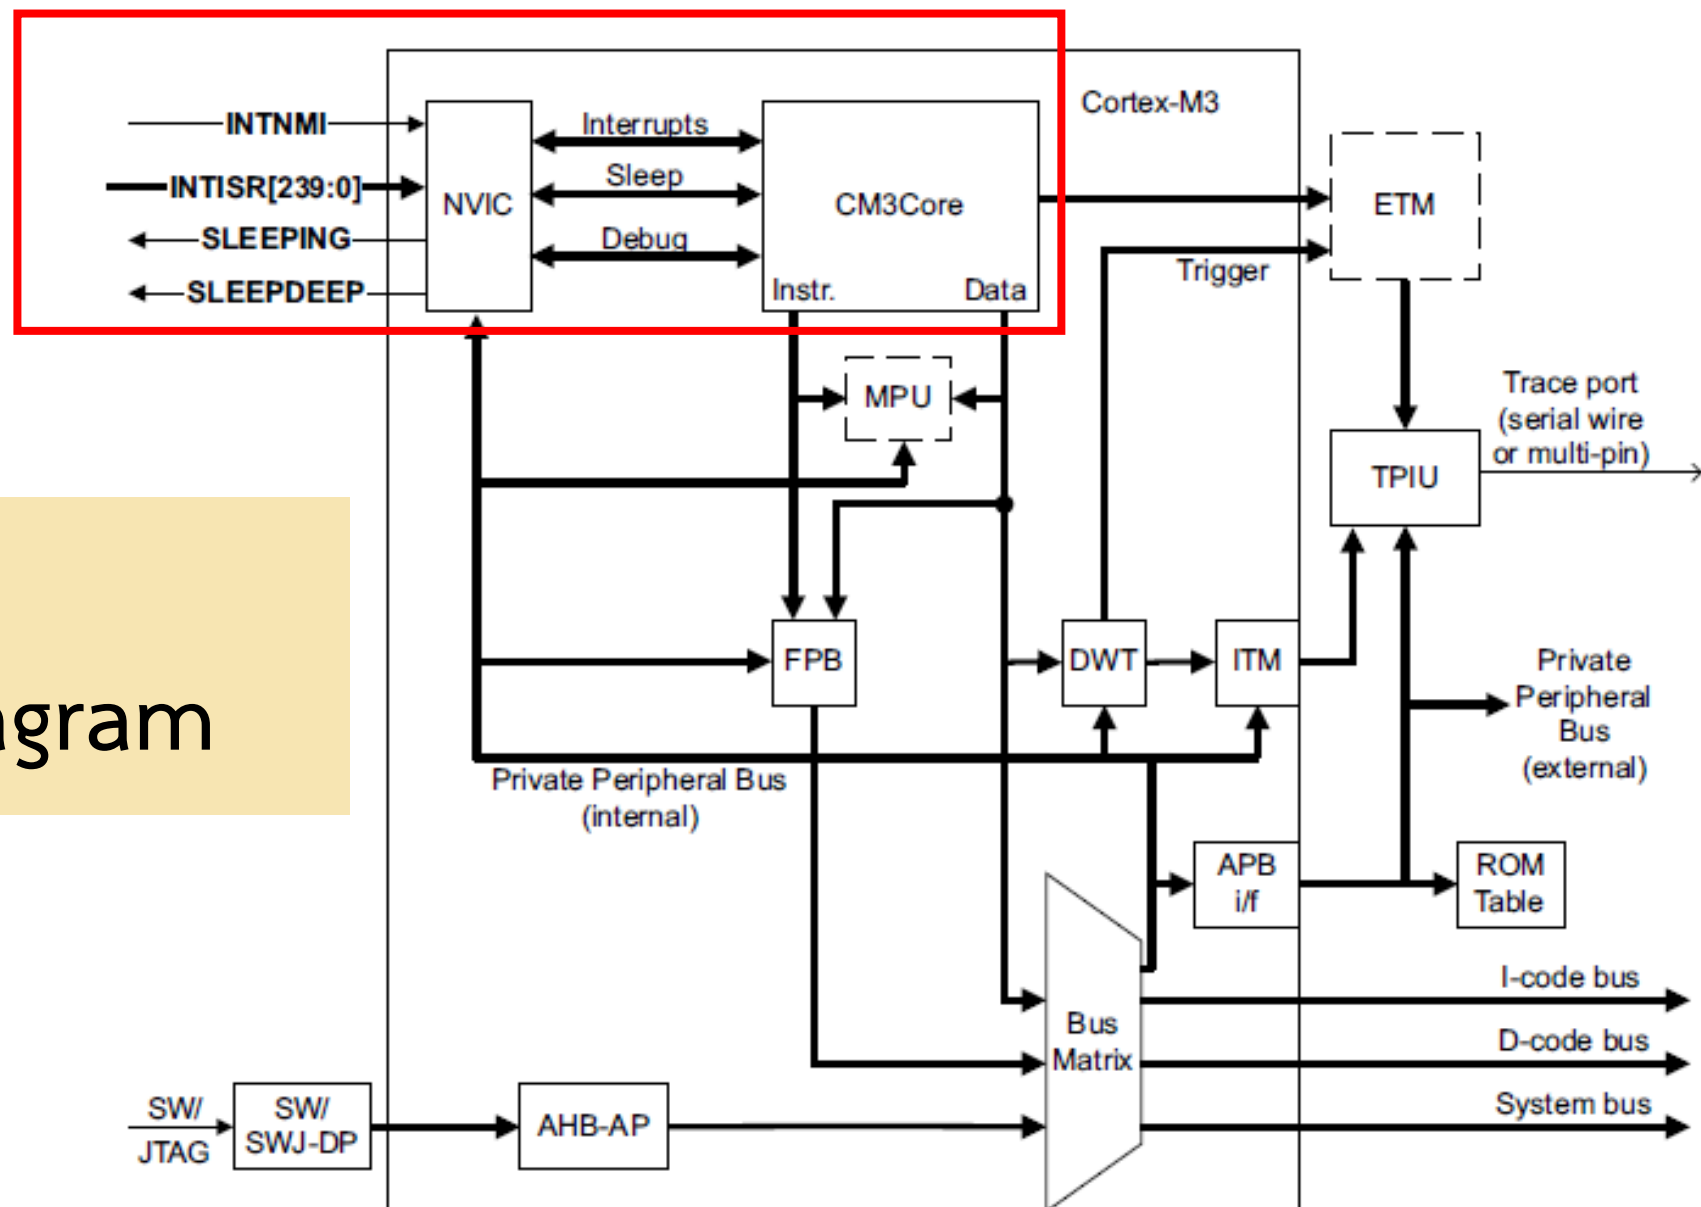 Cortex-M3
INTNMI
INTISR[239:0]
SLEEPING
SLEEPDEEP
NVIC
Interrupts
Sleep
Debug
CM3Core
Instr.
Data
ETM
Trigger
MPU
Trace port
(serial wire
or multi-pin)
TPIU
FPB
DWT
ITM
Private
Peripheral
Bus
(external)
agram
Private Peripheral Bus
(internal)
APB
i/f
ROM
Table
Bus
Matrix
I-code bus
D-code bus
System bus
SW/
JTAG
SW/
SWJ-DP
AHB-AP